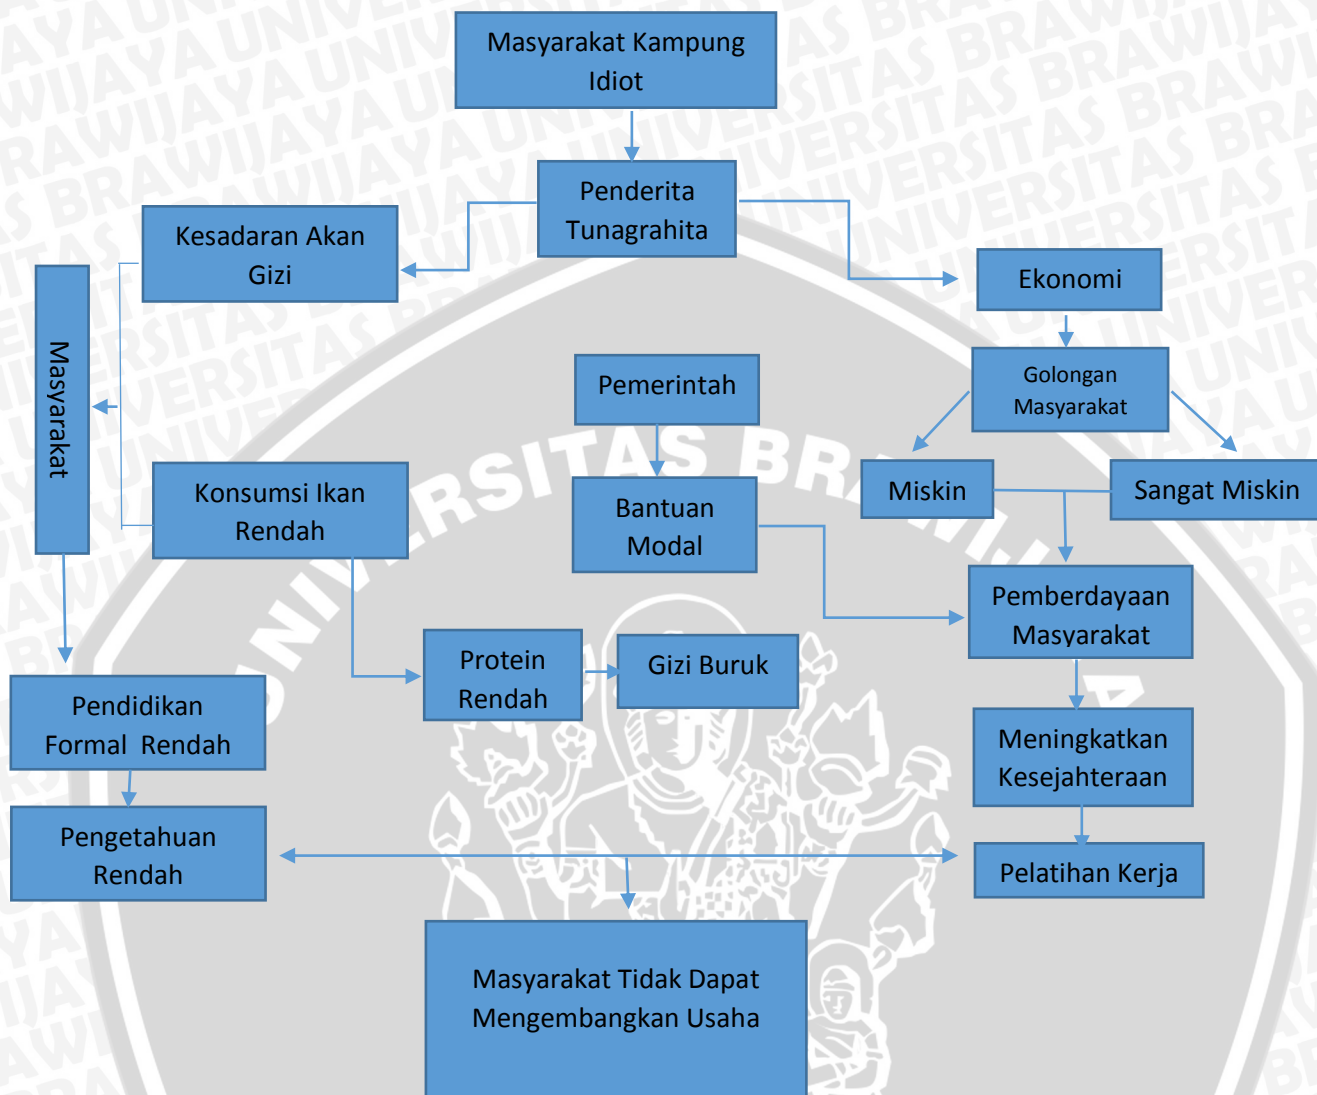 Masyarakat Kampung
Idiot
Penderita
Tunagrahita
Kesadaran Akan
Gizi
Ekonomi
Masyarakat
Pemerintah
Golongan
Masyarakat
Konsumsi Ikan
Rendah
Bantuan
Modal
Miskin
Sangat Miskin
Pemberdayaan
Masyarakat
Protein
Rendah
Gizi Buruk
Pendidikan
Formal Rendah
Meningkatkan
Kesejahteraan
Pengetahuan
Rendah
Pelatihan Kerja
Masyarakat Tidak Dapat
Mengembangkan Usaha
UNIVERSITAS BRAWIJAYA